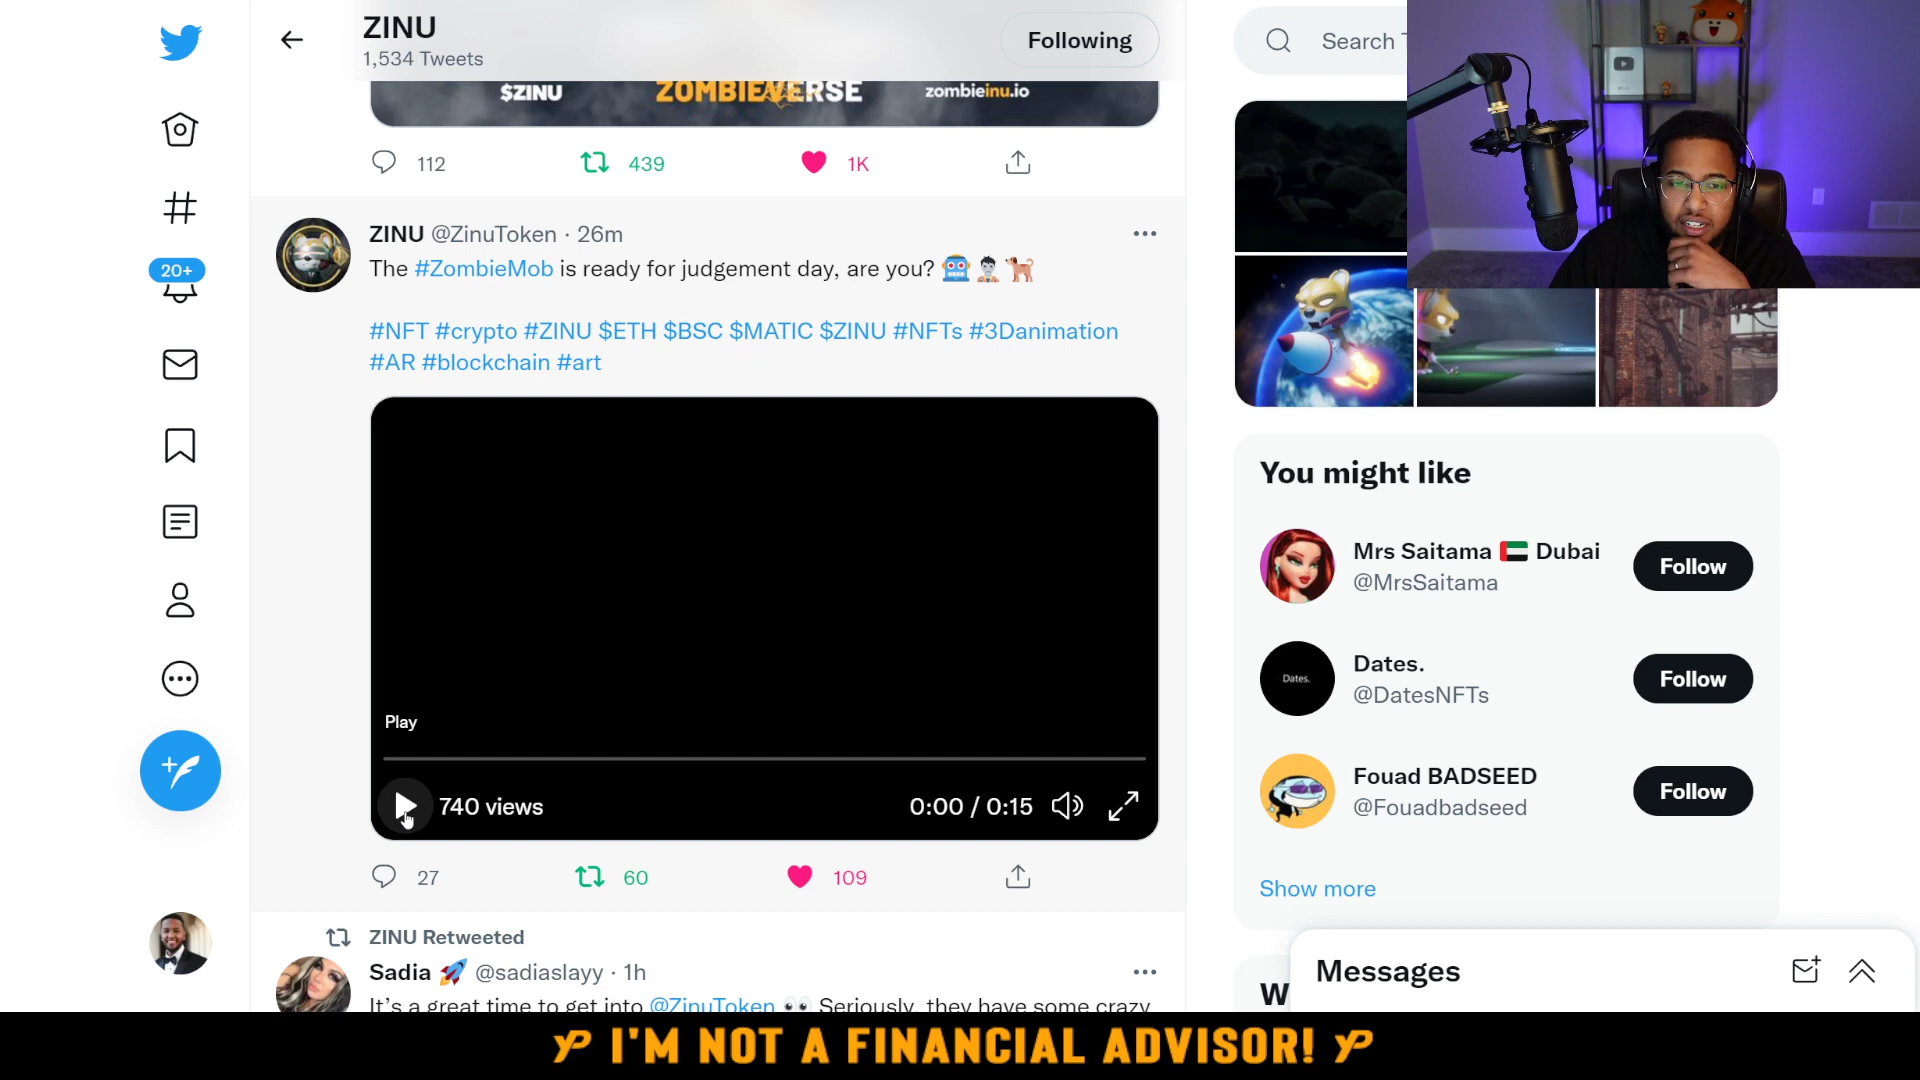 ZINU
1,534 Tweets
Following
Search
$ZINU
ZOMBIEVERSE
zombieinu.io
112
439
1K
20+
ZINU @ZinuToken · 26m
The #ZombieMob is ready for judgement day, are you?
#NFT #crypto #ZINU $ETH $BSC $MATIC $ZINU #NFTs #3Danimation
#AR #blockchain #art
Play
740 views
0:00 / 0:15
27
60
109
ZINU Retweeted
Sadia @sadiaslayy · 1h
It's a great time to get into @ZinuToken Seriously, they have some crazy
You might like
Mrs Saitama Dubai
@MrsSaitama
Follow
Dates.
Dates.
@DatesNFTs
Follow
Fouad BADSEED
@Fouadbadseed
Follow
Show more
W
Messages
I'M NOT A FINANCIAL ADVISOR!